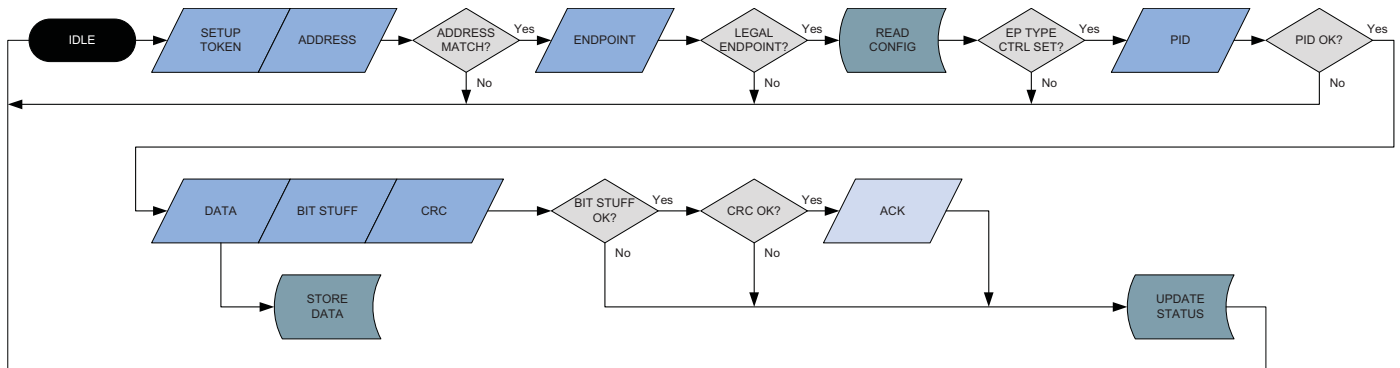 IDLE
SETUP
TOKEN
ADDRESS
ADDRESS
MATCH?
Yes
No
ENDPOINT
LEGAL
ENDPOINT?
Yes
No
READ
CONFIG
EP TYPE
CTRL SET?
Yes
No
PID
PID OK?
Yes
No
DATA
BIT STUFF
CRC
BIT STUFF
OK?
Yes
No
CRC OK?
Yes
No
ACK
STORE
DATA
UPDATE
STATUS